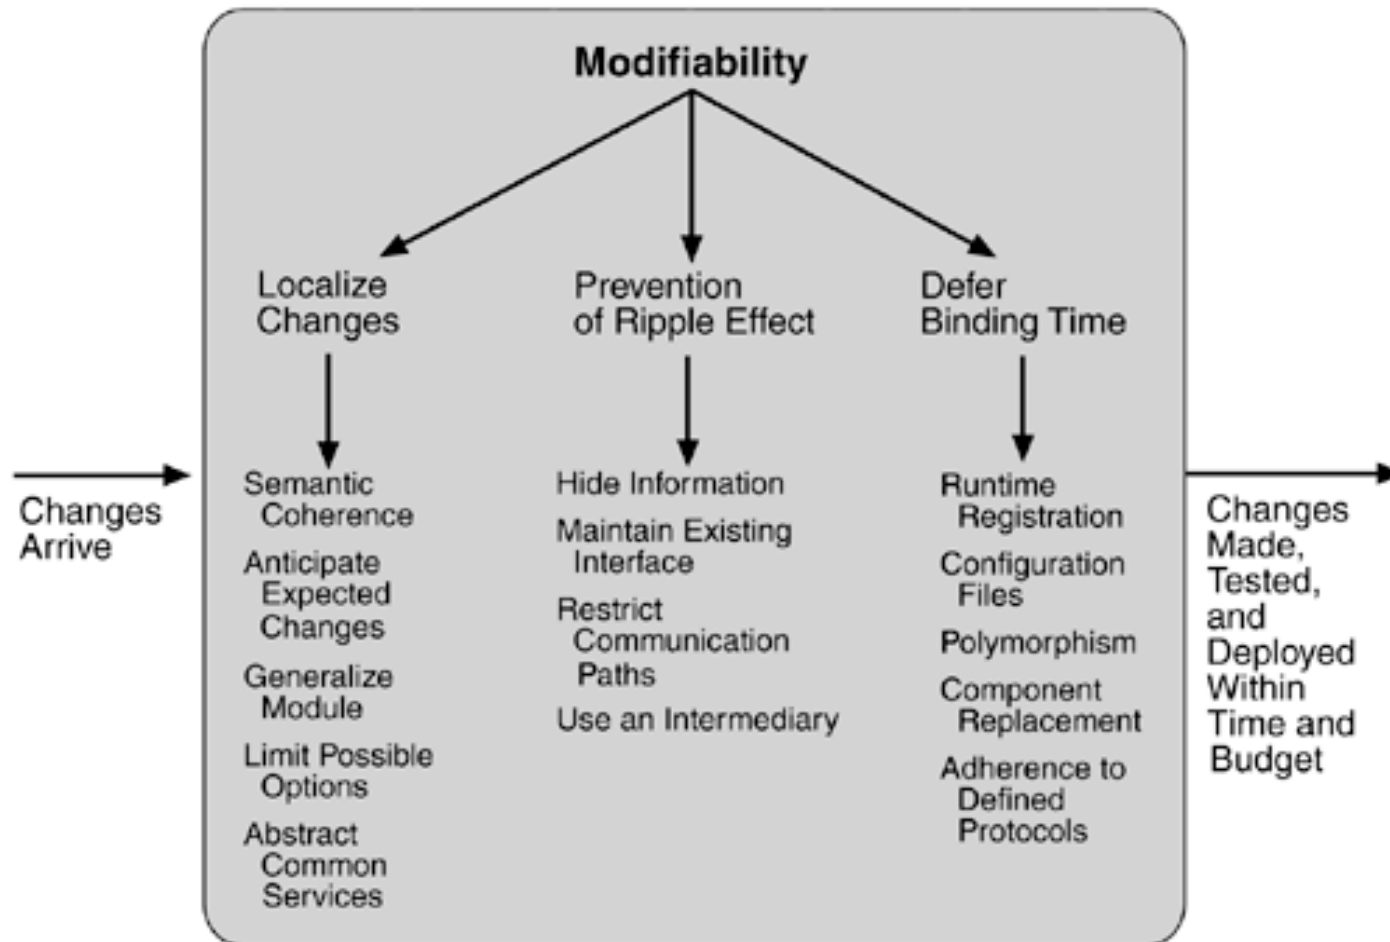 Modifiability
Localize
Changes
Prevention
of Ripple Effect
Defer
Binding Time
Changes
Arrive
Semantic
Coherence
Anticipate
Expected
Changes
Generalize
Module
Limit Possible
Options
Abstract
Common
Services
Hide Information
Maintain Existing
Interface
Restrict
Communication
Paths
Use an Intermediary
Runtime
Registration
Configuration
Files
Polymorphism
Component
Replacement
Adherence to
Defined
Protocols
Changes
Made,
Tested,
and
Deployed
Within
Time and
Budget